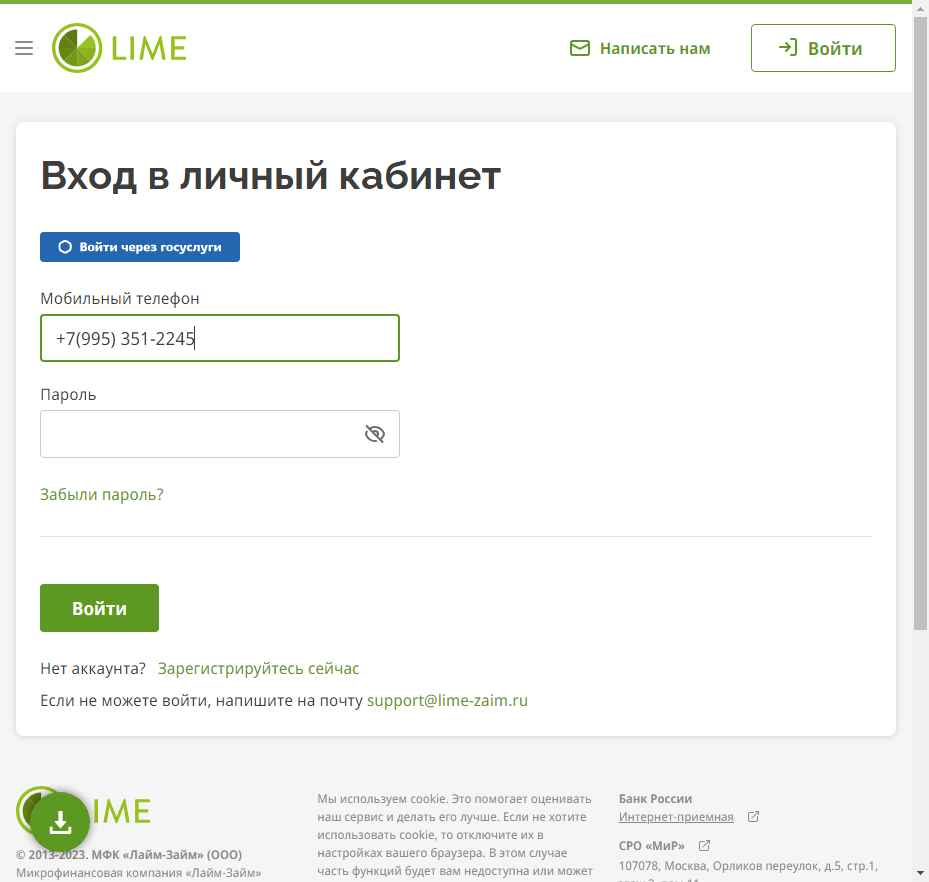 LIME
Написать нам
Войти
Вход в личный кабинет
Войти через госуслуги
Мобильный телефон
+7(995) 351-2245
Пароль
Забыли пароль?
Войти
Нет аккаунта? Зарегистрируйтесь сейчас
Если не можете войти, напишите на почту support@lime-zaim.ru
IME
© 2013-2023. МФК «Лайм-Займ» (ООО)
Микрофинансовая компания «Лайм-Займ»
Мы используем cookie. Это помогает оценивать
наш сервис и делать его лучше. Если не хотите
использовать cookie, то отключите их в
настройках вашего браузера. В этом случае
часть функций будет вам недоступна или может
Банк России
Интернет-приемная
СРО «МиР»
107078, Москва, Орликов переулок, д.5, стр.1,